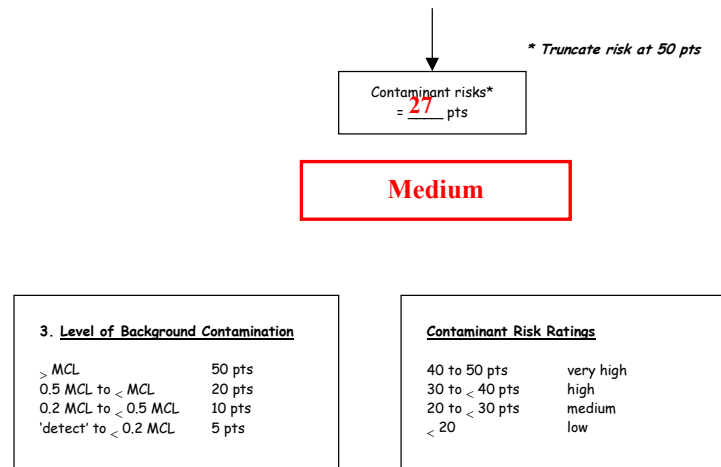 * Truncate risk at 50 pts
Contaminant risks*
= 27 pts
Medium
3. Level of Background Contamination
> MCL 50 pts
0.5 MCL to < MCL 20 pts
0.2 MCL to < 0.5 MCL 10 pts
‘detect’ to < 0.2 MCL 5 pts
Contaminant Risk Ratings
40 to 50 pts very high
30 to < 40 pts high
20 to < 30 pts medium
< 20 low